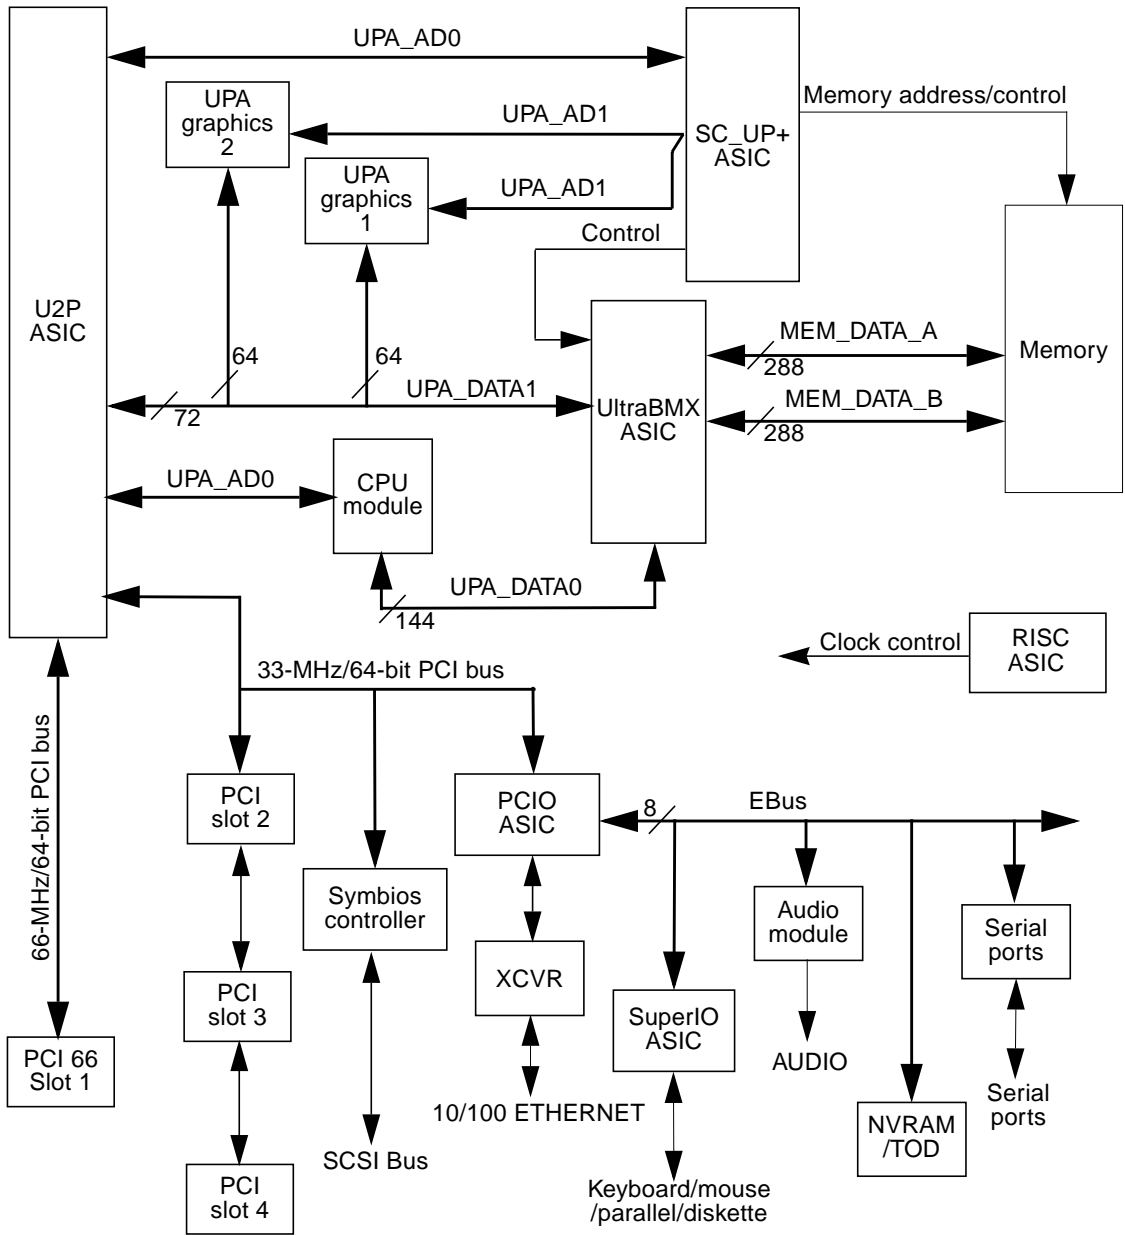 UPA_AD0
UPA
graphics
2
UPA_AD1
SC_UP+
ASIC
Memory address/control
UPA
graphics
1
UPA_AD1
Control
U2P
ASIC
MEM_DATA_A
288
Memory
64
64
UPA_DATA1
72
UltraBMX
ASIC
MEM_DATA_B
288
UPA_AD0
CPU
module
UPA_DATA0
144
Clock control
RISC
ASIC
33-MHz/64-bit PCI bus
66-MHz/64-bit PCI bus
PCI
slot 2
PCIO
ASIC
8
EBus
Symbios
controller
Audio
module
Serial
ports
XCVR
PCI
slot 3
SuperIO
ASIC
PCI 66
Slot 1
AUDIO
10/100 ETHERNET
Serial
ports
NVRAM
/TOD
SCSI Bus
PCI
slot 4
Keyboard/mouse
/parallel/diskette